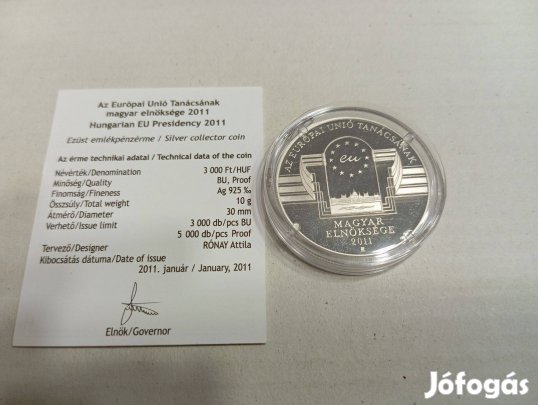 Az Európai Unió Tanácsának
magyar elnöksége 2011
Hungarian EU Presidency 2011
Ezüst emlékpénzérme / Silver collector coin
Az érme technikai adatai / Technical data of the coin
Névérték/Denomination 3 000 Ft/HUF
Minőség/Quality BU, Proof
Finomság/Fineness Ag 925 ‰
Összsúly/Total weight 10 g
Átmérő/Diameter 30 mm
Verhető/Issue limit 3 000 db/pcs BU
5 000 db/pcs Proof
Tervező/Designer RÓNAY Attila
Kibocsátás dátuma/Date of issue
2011. január / January, 2011
Elnök/Governor
AZ EURÓPAI UNIÓ TANÁCSÁNAK
eu
MAGYAR
ELNÖKSÉGE
2011
Jófogás